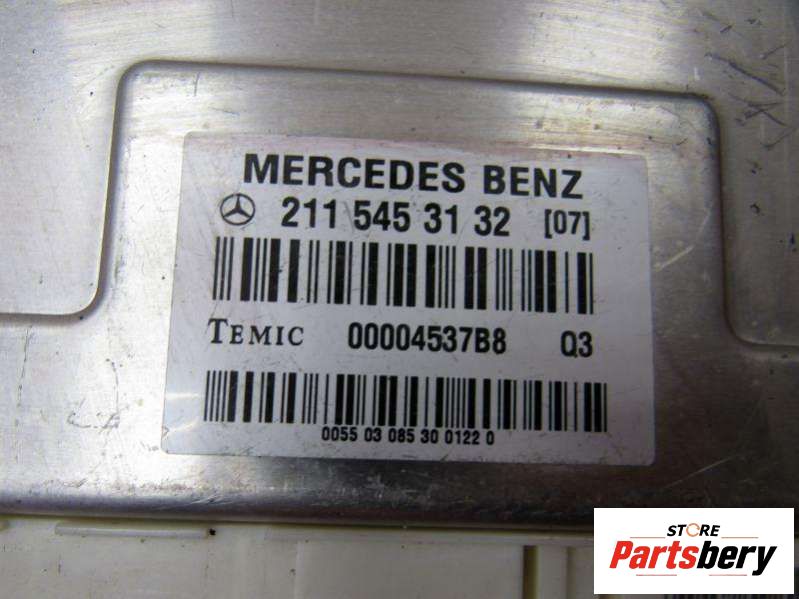 MERCEDES BENZ
211 545 31 32 [07]
TEMIC 00004537B8 Q3
0055 03 085 30 0122 0
STORE
Partsbery